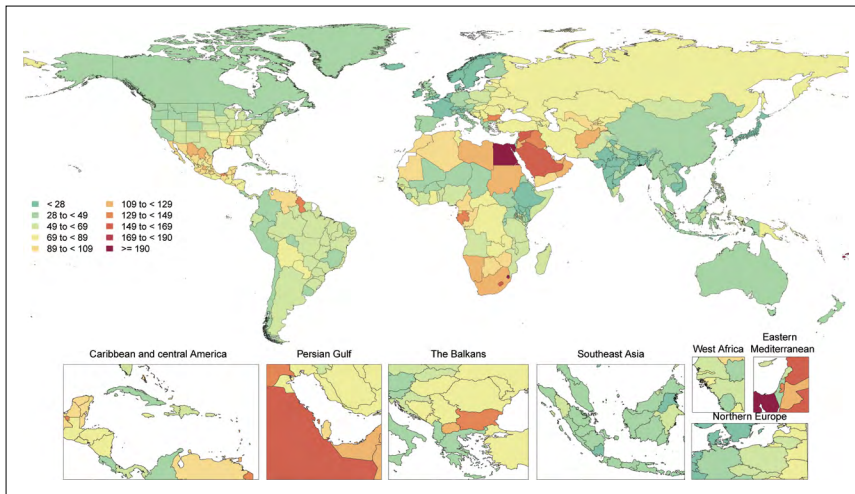 < 28
28 to < 49
49 to < 69
69 to < 89
89 to < 109
109 to < 129
129 to < 149
149 to < 169
169 to < 190
>= 190
Caribbean and central America
Persian Gulf
The Balkans
Southeast Asia
West Africa
Eastern
Mediterranean
Northern Europe